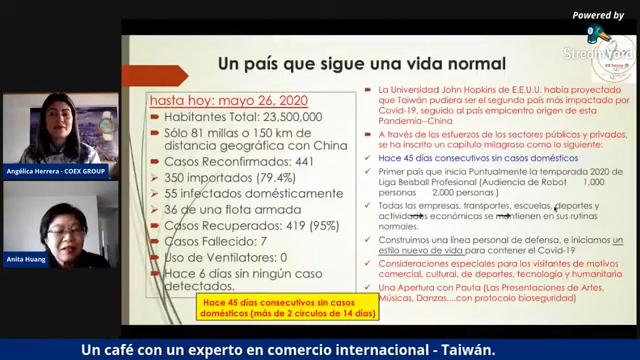 Powered by
StreamYard
Un país que sigue una vida normal
hasta hoy: mayo 26, 2020
Habitantes Total: 23,500,000
Sólo 81 millas o 150 km de
distancia geográfica con China
Casos Reconfirmados: 441
350 importados (79.4%)
55 infectados domésticamente
36 de una flota armada
Casos Recuperados: 419 (95%)
Casos Fallecido: 7
Uso de Ventilatores: 0
Hace 6 días sin ningún caso
detectados.
Hace 45 días consecutivos sin casos
domésticos (más de 2 círculos de 14 días)
La Universidad John Hopkins de E.E.U.U. había proyectado
que Taiwán pudiera ser el segundo país más impactado por
Covid-19, seguido al país empicentro origen de esta
Pandemia--China
A través de los esfuerzos de los sectores públicos y privados,
se ha inscrito un capítulo milagroso como lo siguiente:
Hace 45 días consecutivos sin casos domésticos
Primer país que inicia Puntualmente la temporada 2020 de
Liga Beisball Profesional (Audiencia de Robot 1,000
personas 2,000 personas )
Todas las empresas, transportes, escuelas, deportes y
actividades económicas se mantienen en sus rutinas
normales.
Construimos una línea personal de defensa, e iniciamos un
estilo nuevo de vida para contener el Covid-19
Consideraciones especiales para los visitantes de motivos
comercial, cultural, de deportes, tecnología y humanitaria
Una Apertura con Pauta (Las Presentaciones de Artes,
Músicas, Danzas....con protocolo bioseguridad)
Angélica Herrera - COEX GROUP
Anita Huang
Un café con un experto en comercio internacional - Taiwán.